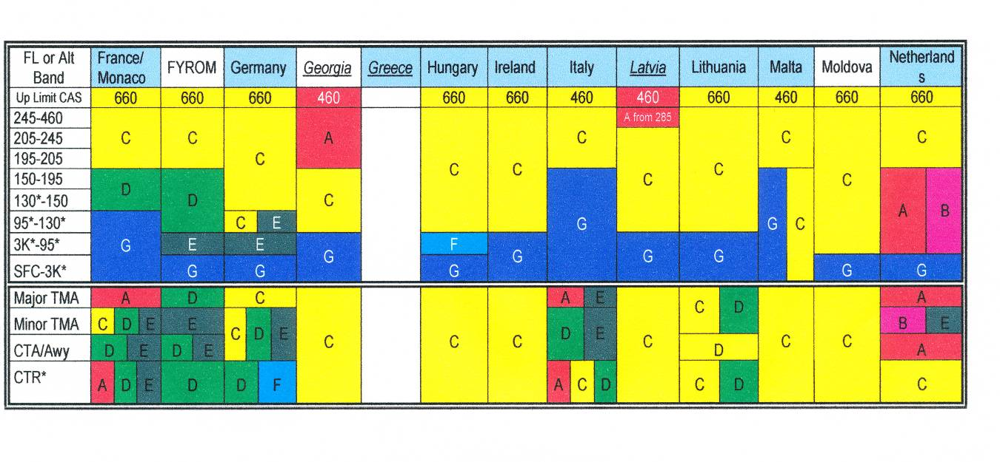 FL or Alt Band France/ Monaco FYROM Germany Georgia Greece Hungary Ireland Italy Latvia Lithuania Malta Moldova Netherland s
Up Limit CAS 660 660 660 460 660 660 460 460 660 460 660 660
245-460 A from 285
205-245 C C A C C C
195-205 C C C C
150-195 D C C C
130*-150 D C A B
95*-130* C E G G C
3K*-95* G E E F G G G
SFC-3K* G G G G G
Major TMA A D C A E C D A
Minor TMA C D E E C D E D E B E
CTA/Awy D E D E C C C C D C C A
CTR* A D E D D F A C D C D C